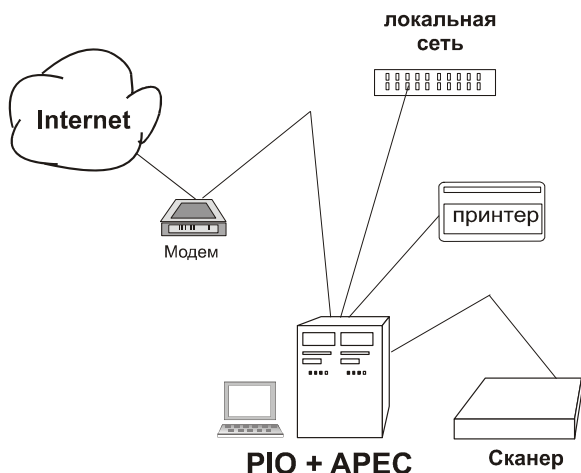 локальная
сеть
Internet
принтер
Модем
PIO + APEC
Сканер